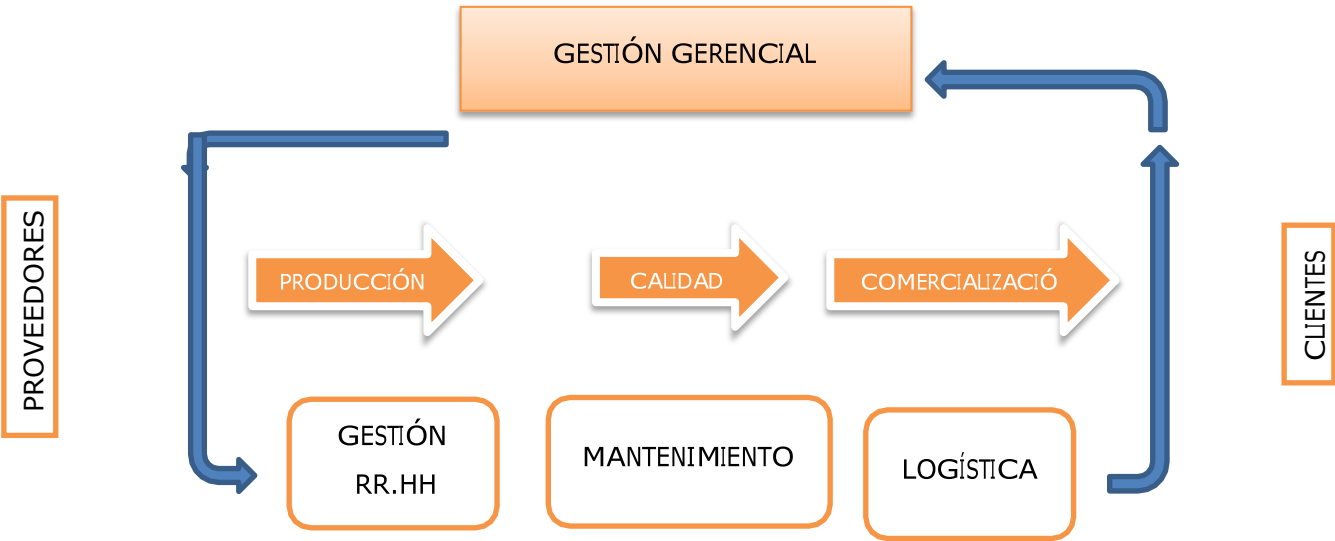 GESTIÓN GERENCIAL
PROVEEDORES
PRODUCCIÓN
CALIDAD
COMERCIALIZACIÓ
CLIENTES
GESTIÓN
RR.HH
MANTENIMIENTO
LOGÍSTICA